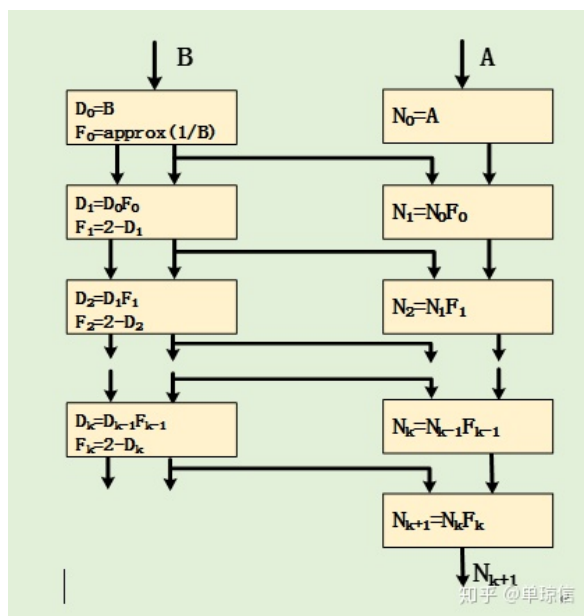 B
A
D₀=B
F₀=approx(1/B)
N₀=A
D₁=D₀F₀
F₁=2-D₁
N₁=N₀F₀
D₂=D₁F₁
F₂=2-D₂
N₂=N₁F₁
Dₖ=Dₖ₋₁Fₖ₋₁
Fₖ=2-Dₖ
Nₖ=Nₖ₋₁Fₖ₋₁
Nₖ₊₁=NₖFₖ
Nₖ₊₁
知乎 @单琼信